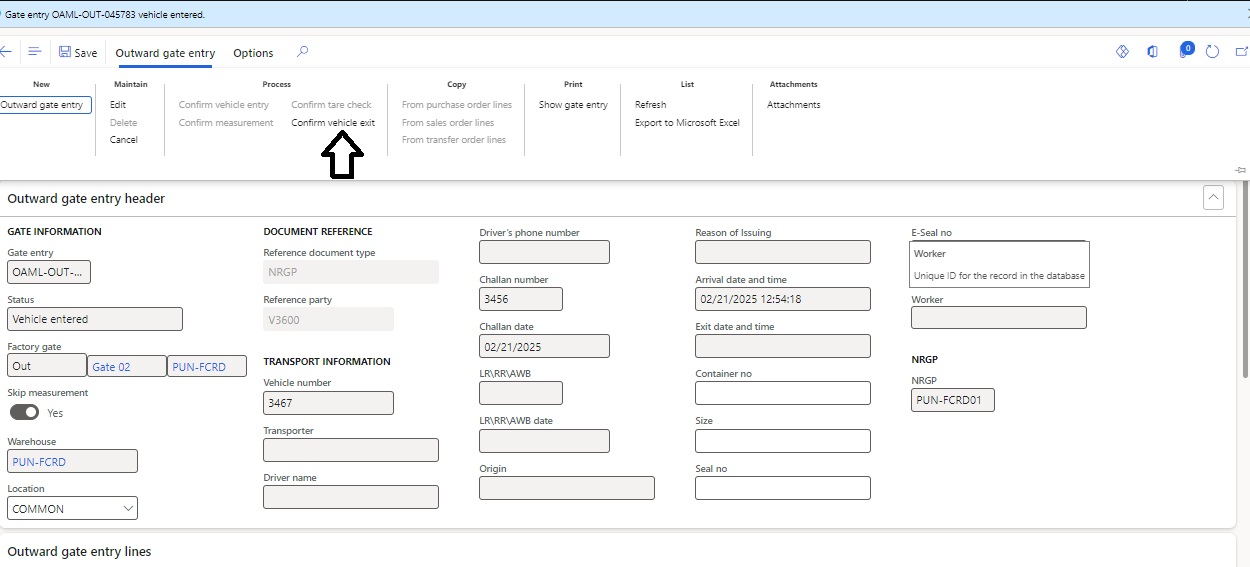 Gate entry OAML-OUT-045783 vehicle entered.
Save
Outward gate entry
Options
0
New
Maintain
Process
Copy
Print
List
Attachments
Outward gate entry
Edit
Confirm vehicle entry
Confirm tare check
From purchase order lines
Show gate entry
Refresh
Attachments
Delete
Confirm measurement
Confirm vehicle exit
From sales order lines
Export to Microsoft Excel
Cancel
From transfer order lines
Outward gate entry header
GATE INFORMATION
Gate entry
OAML-OUT-...
Status
Vehicle entered
Factory gate
Out
Gate 02
PUN-FCRD
Skip measurement
Yes
Warehouse
PUN-FCRD
Location
COMMON
DOCUMENT REFERENCE
Reference document type
NRGP
Reference party
V3600
TRANSPORT INFORMATION
Vehicle number
3467
Transporter
Driver name
Driver's phone number
Challan number
3456
Challan date
02/21/2025
LR\RR\AWB
LR\RR\AWB date
Origin
Reason of Issuing
Arrival date and time
02/21/2025 12:54:18
Exit date and time
Container no
Size
Seal no
E-Seal no
Worker
Unique ID for the record in the database
Worker
NRGP
NRGP
PUN-FCRD01
Outward gate entry lines